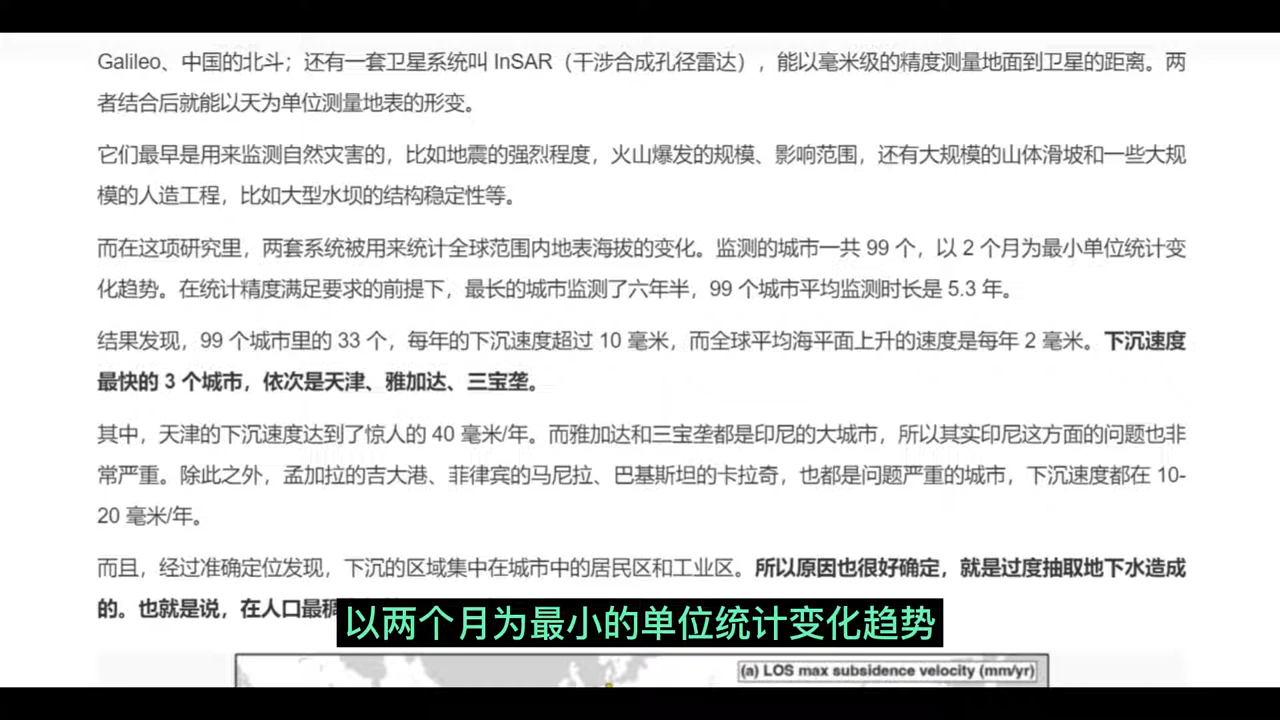 Galileo、中国的北斗；还有一套卫星系统叫 InSAR（干涉合成孔径雷达），能以毫米级的精度测量地面到卫星的距离。两
者结合后就能以天为单位测量地表的形变。
它们最早是用来监测自然灾害的，比如地震的强烈程度，火山爆发的规模、影响范围，还有大规模的山体滑坡和一些大规
模的人造工程，比如大型水坝的结构稳定性等。
而在这项研究里，两套系统被用来统计全球范围内地表海拔的变化。监测的城市一共 99 个，以 2 个月为最小单位统计变
化趋势。在统计精度满足要求的前提下，最长的城市监测了六年半，99 个城市平均监测时长是 5.3 年。
结果发现，99 个城市里的 33 个，每年的下沉速度超过 10 毫米，而全球平均海平面上升的速度是每年 2 毫米。下沉速度
最快的 3 个城市，依次是天津、雅加达、三宝垄。
其中，天津的下沉速度达到了惊人的 40 毫米/年。而雅加达和三宝垄都是印尼的大城市，所以其实印尼这方面的问题也非
常严重。除此之外，孟加拉的吉大港、菲律宾的马尼拉、巴基斯坦的卡拉奇，也都是问题严重的城市，下沉速度都在 10-
20 毫米/年。
而且，经过准确定位发现，下沉的区域集中在城市中的居民区和工业区。所以原因也很好确定，就是过度抽取地下水造成
的。也就是说，在人口最稠
以两个月为最小的单位统计变化趋势
(a) LOS max subsidence velocity (mm/yr)